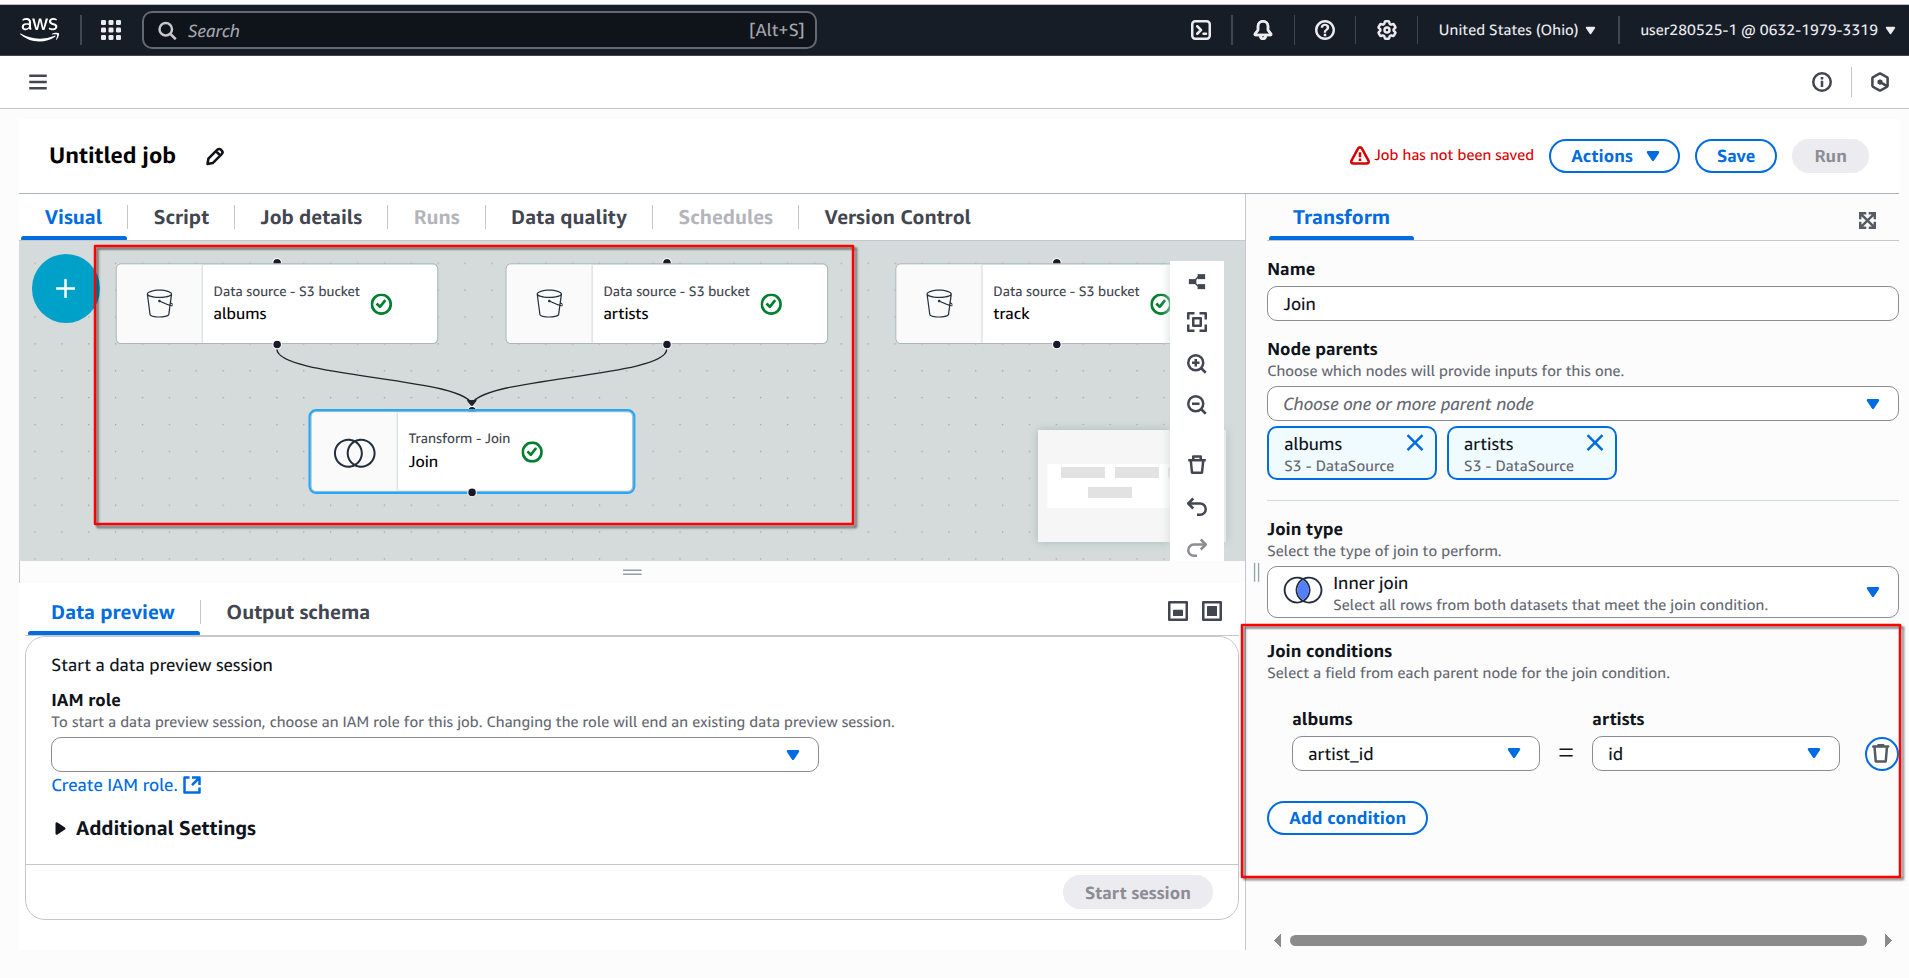 aws
Search
[Alt+S]
United States (Ohio)
user280525-1 @ 0632-1979-3319
Untitled job
Job has not been saved
Actions
Save
Run
Visual
Script
Job details
Runs
Data quality
Schedules
Version Control
Data source - S3 bucket
albums
Data source - S3 bucket
artists
Data source - S3 bucket
track
Transform - Join
Join
Data preview
Output schema
Start a data preview session
IAM role
To start a data preview session, choose an IAM role for this job. Changing the role will end an existing data preview session.
Create IAM role.
Additional Settings
Start session
Transform
Name
Join
Node parents
Choose which nodes will provide inputs for this one.
Choose one or more parent node
albums
S3 - DataSource
artists
S3 - DataSource
Join type
Select the type of join to perform.
Inner join
Select all rows from both datasets that meet the join condition.
Join conditions
Select a field from each parent node for the join condition.
albums
artists
artist_id
=
id
Add condition